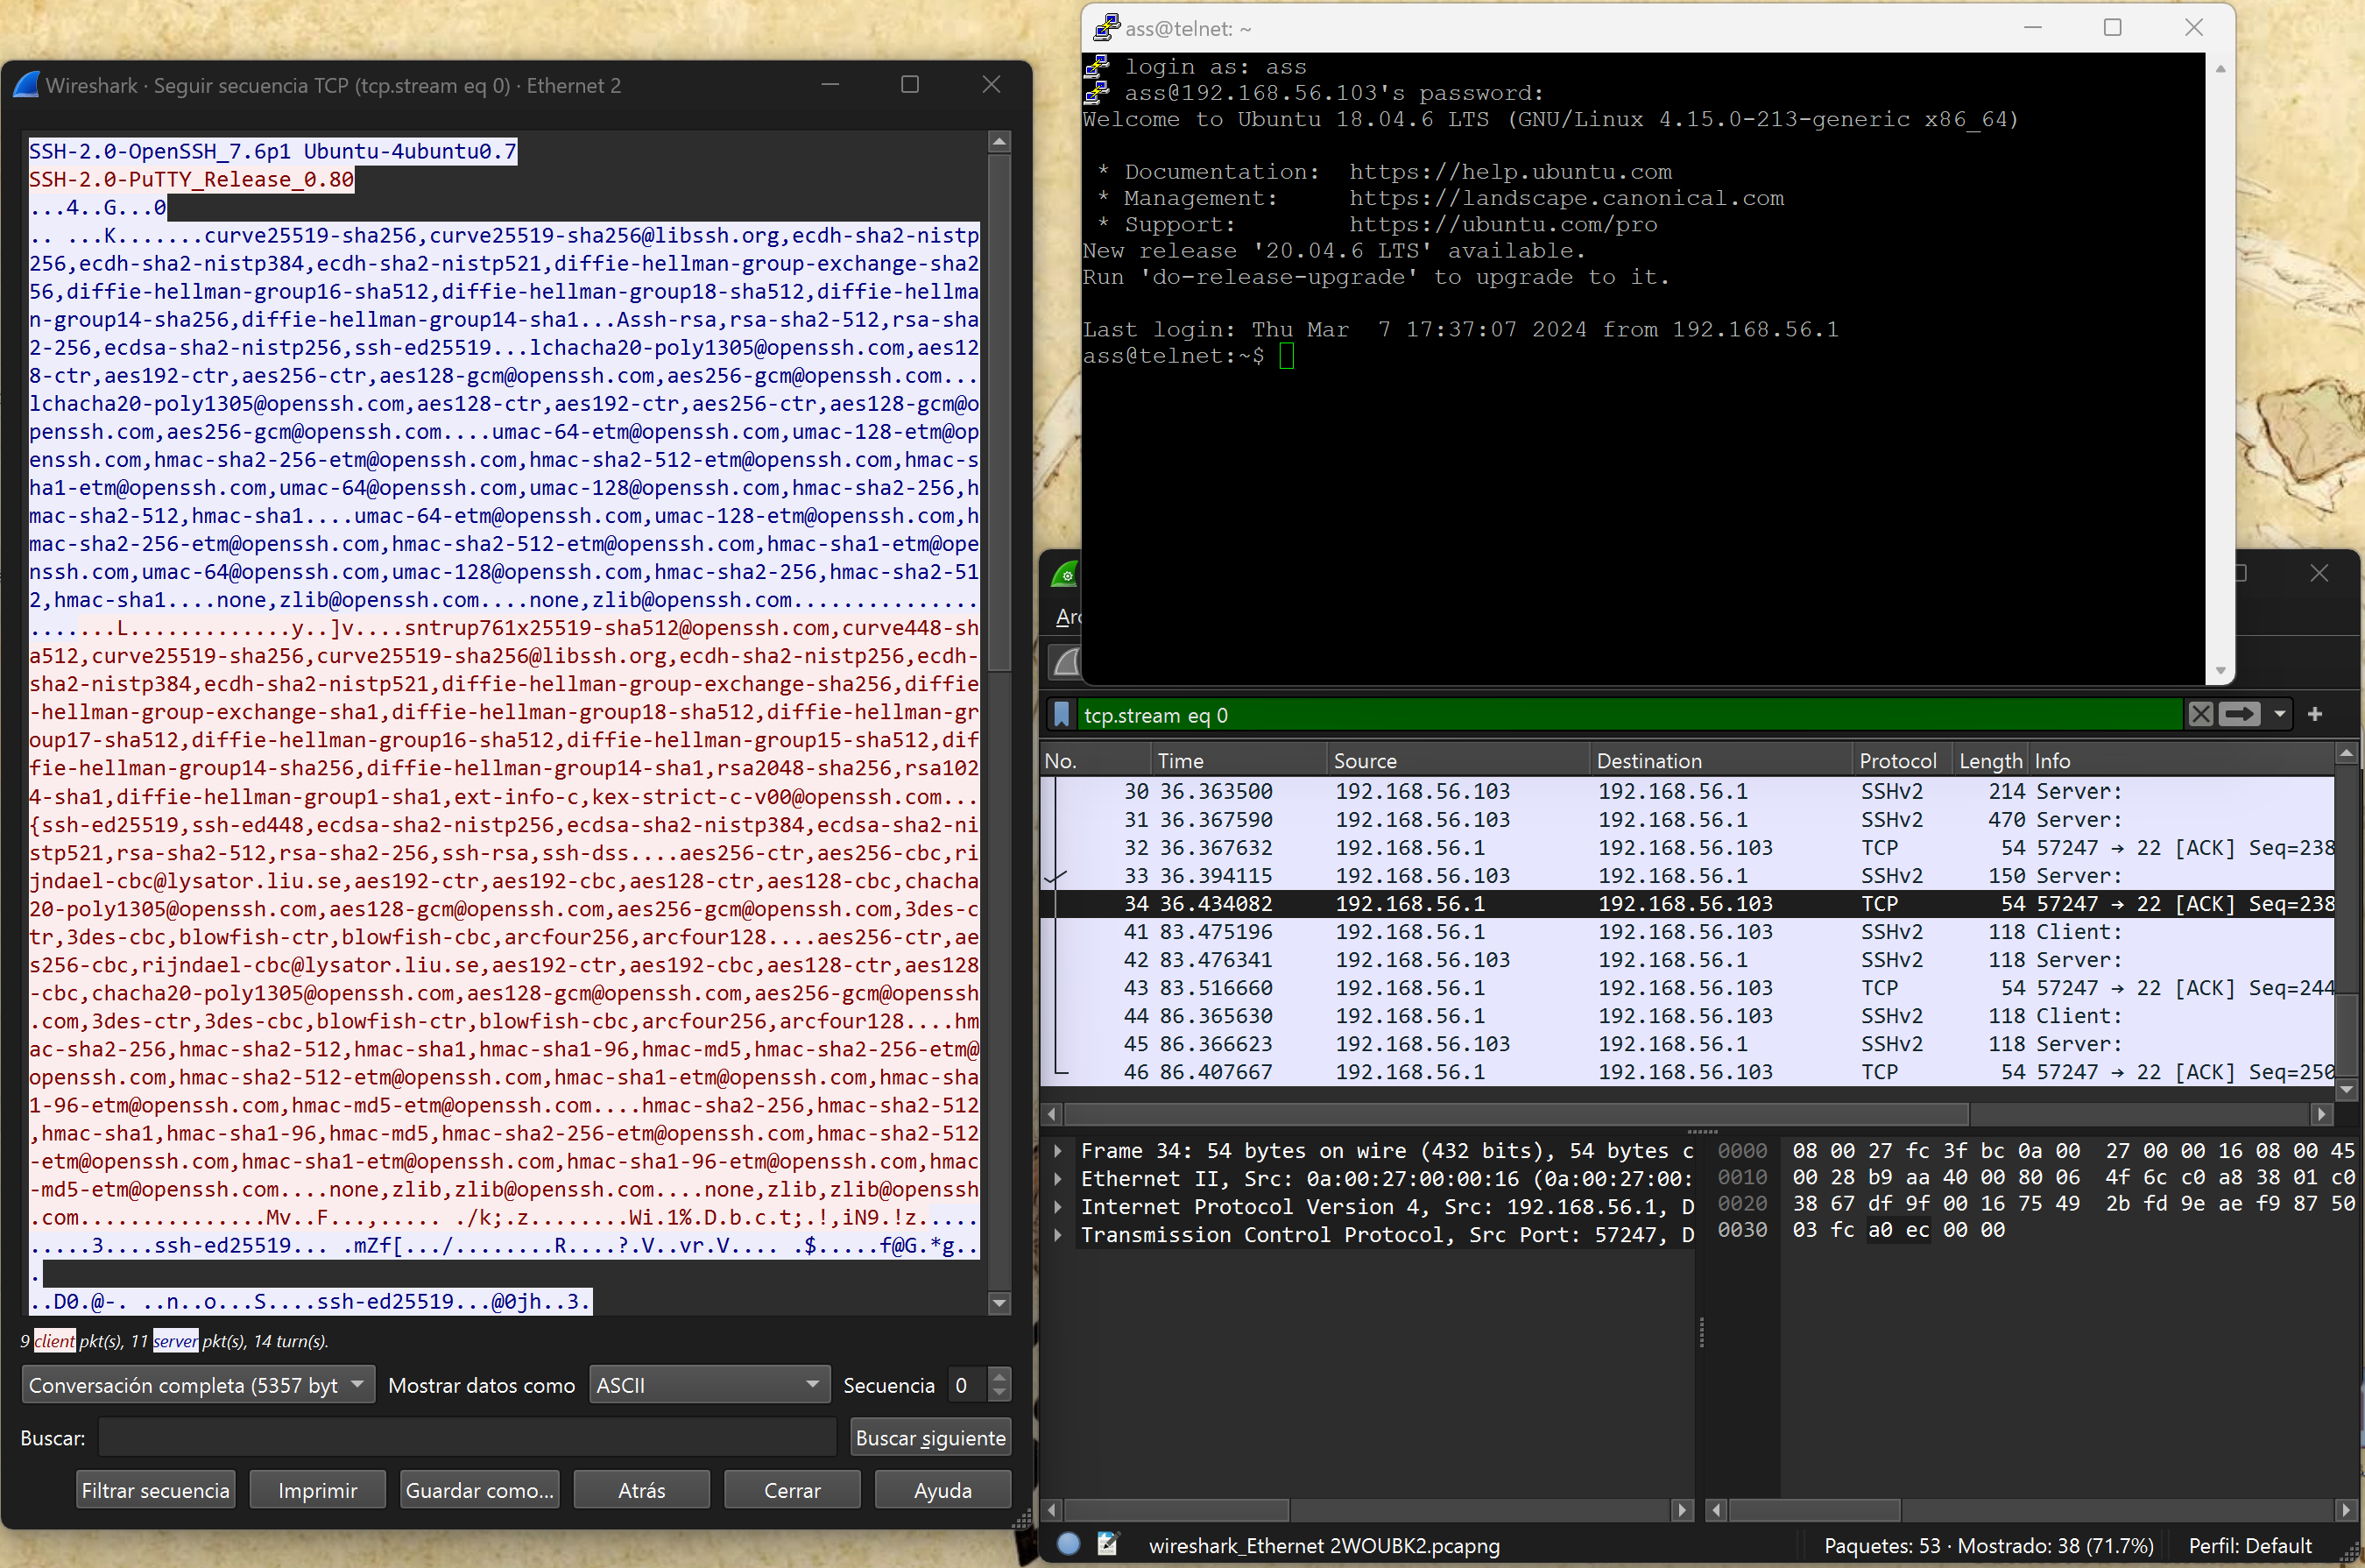 Wireshark · Seguir secuencia TCP (tcp.stream eq 0) · Ethernet 2
SSH-2.0-OpenSSH_7.6p1 Ubuntu-4ubuntu0.7
SSH-2.0-PuTTY_Release_0.80
...4..G...0
.. ...K.......curve25519-sha256,curve25519-sha256@libssh.org,ecdh-sha2-nistp
256,ecdh-sha2-nistp384,ecdh-sha2-nistp521,diffie-hellman-group-exchange-sha2
56,diffie-hellman-group16-sha512,diffie-hellman-group18-sha512,diffie-hellma
n-group14-sha256,diffie-hellman-group14-sha1...Assh-rsa,rsa-sha2-512,rsa-sha
2-256,ecdsa-sha2-nistp256,ssh-ed25519...lchacha20-poly1305@openssh.com,aes12
8-ctr,aes192-ctr,aes256-ctr,aes128-gcm@openssh.com,aes256-gcm@openssh.com...
lchacha20-poly1305@openssh.com,aes128-ctr,aes192-ctr,aes256-ctr,aes128-gcm@o
penssh.com,aes256-gcm@openssh.com....umac-64-etm@openssh.com,umac-128-etm@op
enssh.com,hmac-sha2-256-etm@openssh.com,hmac-sha2-512-etm@openssh.com,hmac-s
ha1-etm@openssh.com,umac-64@openssh.com,umac-128@openssh.com,hmac-sha2-256,h
mac-sha2-512,hmac-sha1....umac-64-etm@openssh.com,umac-128-etm@openssh.com,h
mac-sha2-256-etm@openssh.com,hmac-sha2-512-etm@openssh.com,hmac-sha1-etm@ope
nssh.com,umac-64@openssh.com,umac-128@openssh.com,hmac-sha2-256,hmac-sha2-51
2,hmac-sha1....none,zlib@openssh.com....none,zlib@openssh.com...............
.......L.............y..]v....sntrup761x25519-sha512@openssh.com,curve448-sh
a512,curve25519-sha256,curve25519-sha256@libssh.org,ecdh-sha2-nistp256,ecdh-
sha2-nistp384,ecdh-sha2-nistp521,diffie-hellman-group-exchange-sha256,diffie
-hellman-group-exchange-sha1,diffie-hellman-group18-sha512,diffie-hellman-gr
oup17-sha512,diffie-hellman-group16-sha512,diffie-hellman-group15-sha512,dif
fie-hellman-group14-sha256,diffie-hellman-group14-sha1,rsa2048-sha256,rsa102
4-sha1,diffie-hellman-group1-sha1,ext-info-c,kex-strict-c-v00@openssh.com...
{ssh-ed25519,ssh-ed448,ecdsa-sha2-nistp256,ecdsa-sha2-nistp384,ecdsa-sha2-ni
stp521,rsa-sha2-512,rsa-sha2-256,ssh-rsa,ssh-dss....aes256-ctr,aes256-cbc,ri
jndael-cbc@lysator.liu.se,aes192-ctr,aes192-cbc,aes128-ctr,aes128-cbc,chacha
20-poly1305@openssh.com,aes128-gcm@openssh.com,aes256-gcm@openssh.com,3des-c
tr,3des-cbc,blowfish-ctr,blowfish-cbc,arcfour256,arcfour128....aes256-ctr,ae
s256-cbc,rijndael-cbc@lysator.liu.se,aes192-ctr,aes192-cbc,aes128-ctr,aes128
-cbc,chacha20-poly1305@openssh.com,aes128-gcm@openssh.com,aes256-gcm@openssh
.com,3des-ctr,3des-cbc,blowfish-ctr,blowfish-cbc,arcfour256,arcfour128....hm
ac-sha2-256,hmac-sha2-512,hmac-sha1,hmac-sha1-96,hmac-md5,hmac-sha2-256-etm@
openssh.com,hmac-sha2-512-etm@openssh.com,hmac-sha1-etm@openssh.com,hmac-sha
1-96-etm@openssh.com,hmac-md5-etm@openssh.com....hmac-sha2-256,hmac-sha2-512
,hmac-sha1,hmac-sha1-96,hmac-md5,hmac-sha2-256-etm@openssh.com,hmac-sha2-512
-etm@openssh.com,hmac-sha1-etm@openssh.com,hmac-sha1-96-etm@openssh.com,hmac
-md5-etm@openssh.com....none,zlib,zlib@openssh.com....none,zlib,zlib@openssh
.com...............Mv..F...,..... ./k;.z........Wi.1%.D.b.c.t;.!,iN9.!z.....
.....3....ssh-ed25519... .mZf[.../........R....?.V..vr.V.... .$.....f@G.*g..
.
..D0.@-. ..n..o...S....ssh-ed25519...@0jh..3.
9 client pkt(s), 11 server pkt(s), 14 turn(s).
Conversación completa (5357 byt
Mostrar datos como
ASCII
Secuencia
0
Buscar:
Buscar siguiente
Filtrar secuencia
Imprimir
Guardar como...
Atrás
Cerrar
Ayuda
ass@telnet: ~
login as: ass
ass@192.168.56.103's password:
Welcome to Ubuntu 18.04.6 LTS (GNU/Linux 4.15.0-213-generic x86_64)
* Documentation:  https://help.ubuntu.com
* Management:     https://landscape.canonical.com
* Support:        https://ubuntu.com/pro
New release '20.04.6 LTS' available.
Run 'do-release-upgrade' to upgrade to it.
Last login: Thu Mar  7 17:37:07 2024 from 192.168.56.1
ass@telnet:~$
Arc
tcp.stream eq 0
No. Time Source Destination Protocol Length Info
30 36.363500 192.168.56.103 192.168.56.1 SSHv2 214 Server:
31 36.367590 192.168.56.103 192.168.56.1 SSHv2 470 Server:
32 36.367632 192.168.56.1 192.168.56.103 TCP 54 57247 → 22 [ACK] Seq=238
33 36.394115 192.168.56.103 192.168.56.1 SSHv2 150 Server:
34 36.434082 192.168.56.1 192.168.56.103 TCP 54 57247 → 22 [ACK] Seq=238
41 83.475196 192.168.56.1 192.168.56.103 SSHv2 118 Client:
42 83.476341 192.168.56.103 192.168.56.1 SSHv2 118 Server:
43 83.516660 192.168.56.1 192.168.56.103 TCP 54 57247 → 22 [ACK] Seq=244
44 86.365630 192.168.56.1 192.168.56.103 SSHv2 118 Client:
45 86.366623 192.168.56.103 192.168.56.1 SSHv2 118 Server:
46 86.407667 192.168.56.1 192.168.56.103 TCP 54 57247 → 22 [ACK] Seq=250
Frame 34: 54 bytes on wire (432 bits), 54 bytes c
Ethernet II, Src: 0a:00:27:00:00:16 (0a:00:27:00:
Internet Protocol Version 4, Src: 192.168.56.1, D
Transmission Control Protocol, Src Port: 57247, D
0000 08 00 27 fc 3f bc 0a 00 27 00 00 16 08 00 45
0010 00 28 b9 aa 40 00 80 06 4f 6c c0 a8 38 01 c0
0020 38 67 df 9f 00 16 75 49 2b fd 9e ae f9 87 50
0030 03 fc a0 ec 00 00
wireshark_Ethernet 2WOUBK2.pcapng
Paquetes: 53 · Mostrado: 38 (71.7%)
Perfil: Default